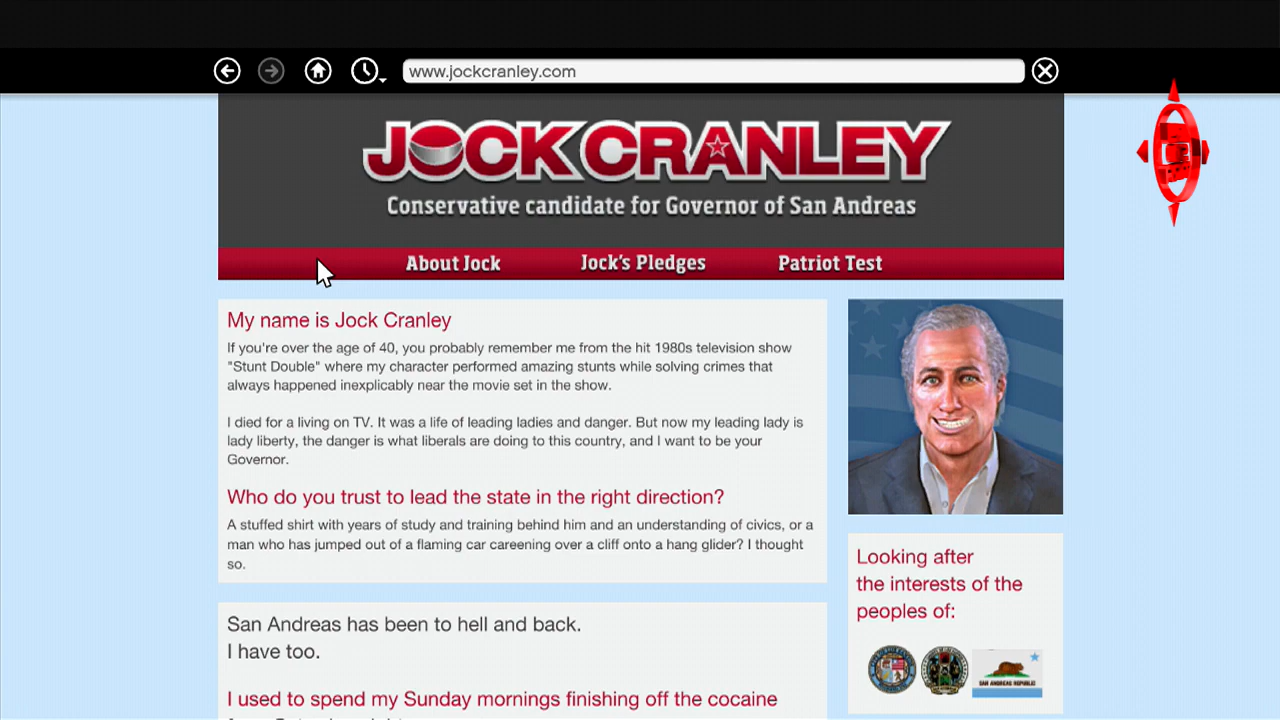 www.jockcranley.com
JOCK CRANLEY
Conservative candidate for Governor of San Andreas
About Jock
Jock's Pledges
Patriot Test
My name is Jock Cranley
If you're over the age of 40, you probably remember me from the hit 1980s television show
"Stunt Double" where my character performed amazing stunts while solving crimes that
always happened inexplicably near the movie set in the show.
I died for a living on TV. It was a life of leading ladies and danger. But now my leading lady is
lady liberty, the danger is what liberals are doing to this country, and I want to be your
Governor.
Who do you trust to lead the state in the right direction?
A stuffed shirt with years of study and training behind him and an understanding of civics, or a
man who has jumped out of a flaming car careening over a cliff onto a hang glider? I thought
so.
San Andreas has been to hell and back.
I have too.
I used to spend my Sunday mornings finishing off the cocaine
Looking after
the interests of the
peoples of:
SAN ANDREAS REPUBLIC